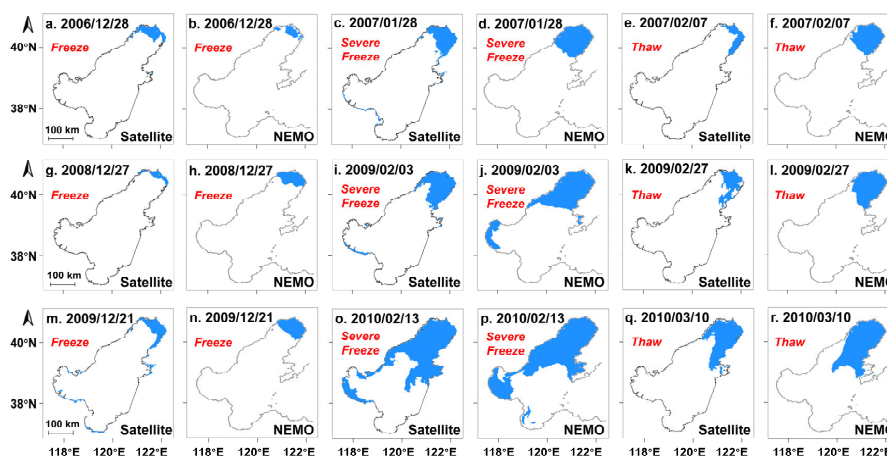 a. 2006/12/28
Freeze
Satellite
40°N
38°N
100 km
b. 2006/12/28
Freeze
NEMO
c. 2007/01/28
Severe
Freeze
Satellite
d. 2007/01/28
Severe
Freeze
NEMO
e. 2007/02/07
Thaw
Satellite
f. 2007/02/07
Thaw
NEMO
g. 2008/12/27
Freeze
Satellite
40°N
38°N
100 km
h. 2008/12/27
Freeze
NEMO
i. 2009/02/03
Severe
Freeze
Satellite
j. 2009/02/03
Severe
Freeze
NEMO
k. 2009/02/27
Thaw
Satellite
l. 2009/02/27
Thaw
NEMO
m. 2009/12/21
Freeze
Satellite
40°N
38°N
100 km
n. 2009/12/21
Freeze
NEMO
o. 2010/02/13
Severe
Freeze
Satellite
p. 2010/02/13
Severe
Freeze
NEMO
q. 2010/03/10
Thaw
Satellite
r. 2010/03/10
Thaw
NEMO
118°E 120°E 122°E 118°E 120°E 122°E 118°E 120°E 122°E 118°E 120°E 122°E 118°E 120°E 122°E 118°E 120°E 122°E